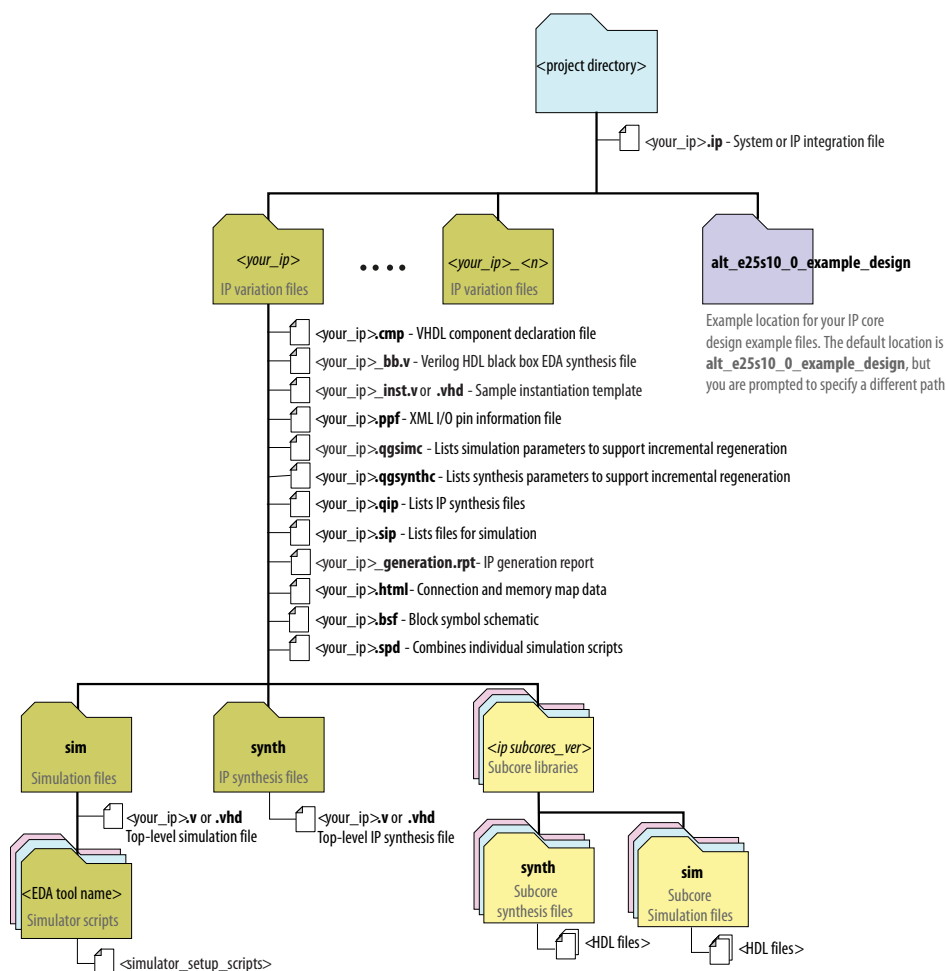 <project directory>
<your_ip>.ip - System or IP integration file
<your_ip>
IP variation files
<your_ip>_<n>
IP variation files
alt_e25s10_0_example_design
Example location for your IP core
design example files. The default location is
alt_e25s10_0_example_design, but
you are prompted to specify a different path
<your_ip>.cmp - VHDL component declaration file
<your_ip>_bb.v - Verilog HDL black box EDA synthesis file
<your_ip>_inst.v or .vhd - Sample instantiation template
<your_ip>.ppf - XML I/O pin information file
<your_ip>.qgsimc - Lists simulation parameters to support incremental regeneration
<your_ip>.qgsynthc - Lists synthesis parameters to support incremental regeneration
<your_ip>.qip - Lists IP synthesis files
<your_ip>.sip - Lists files for simulation
<your_ip>_generation.rpt- IP generation report
<your_ip>.html- Connection and memory map data
<your_ip>.bsf - Block symbol schematic
<your_ip>.spd - Combines individual simulation scripts
sim
Simulation files
synth
IP synthesis files
<ip subcores_ver>
Subcore libraries
<your_ip>.v or .vhd
Top-level simulation file
<your_ip>.v or .vhd
Top-level IP synthesis file
<EDA tool name>
Simulator scripts
synth
Subcore
synthesis files
sim
Subcore
Simulation files
<HDL files>
<HDL files>
<simulator_setup_scripts>